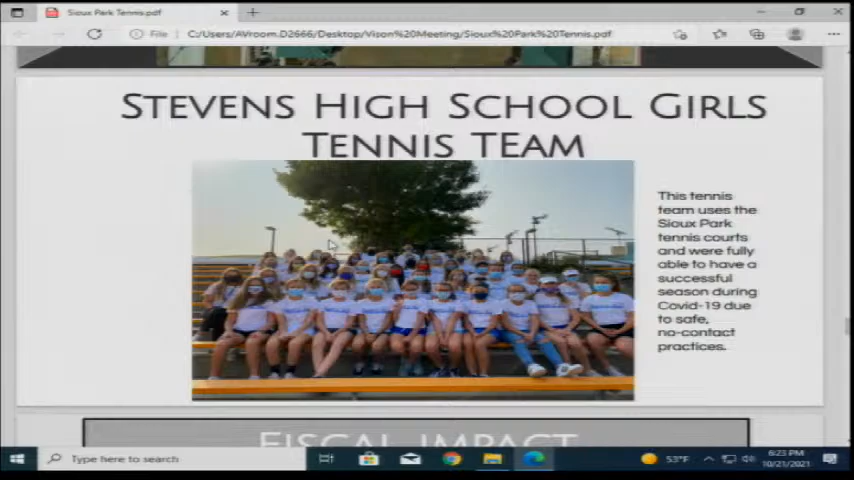 Sioux Park Tennis.pdf
File
C:/Users/AVroom.D2666/Desktop/Vison%20Meeting/Sioux%20Park%20Tennis.pdf
STEVENS HIGH SCHOOL GIRLS
TENNIS TEAM
This tennis
team uses the
Sioux Park
tennis courts
and were fully
able to have a
successful
season during
Covid-19 due
to safe,
no-contact
practices.
FISCAL IMPACT
Type here to search
53°F
6:23 PM
10/21/2021